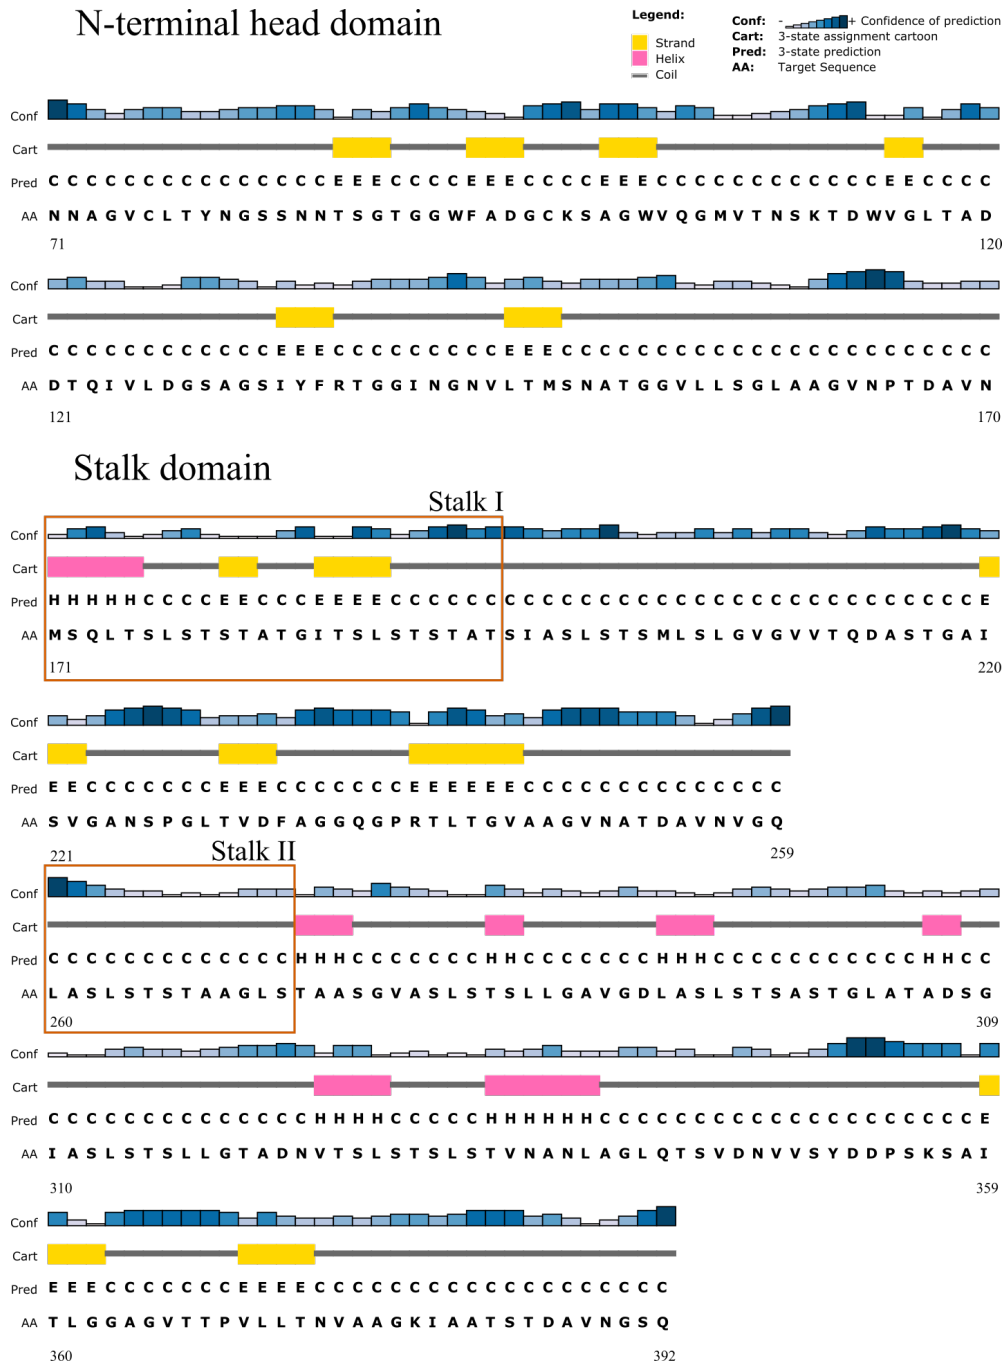 N-terminal head domain
Legend:
Strand
Helix
Coil
Conf: - + Confidence of prediction
Cart: 3-state assignment cartoon
Pred: 3-state prediction
AA: Target Sequence
Conf
Cart
Pred C C C C C C C C C C C C C C C E E E C C C C E E E C C C C E E E C C C C C C C C C C C C E E C C C C
AA N N A G V C L T Y N G S S N N T S G T G G W F A D G C K S A G W V Q G M V T N S K T D W V G L T A D
71 120
Conf
Cart
Pred C C C C C C C C C C C C E E E C C C C C C C C C E E E C C C C C C C C C C C C C C C C C C C C C C C
AA D T Q I V L D G S A G S I Y F R T G G I N G N V L T M S N A T G G V L L S G L A A G V N P T D A V N
121 170
Stalk domain
Stalk I
Conf
Cart
Pred H H H H H C C C C E E C C C E E E E C C C C C C C C C C C C C C C C C C C C C C C C C C C C C C C E
AA M S Q L T S L S T S T A T G I T S L S T S T A T S I A S L S T S M L S L G V G V V T Q D A S T G A I
171 220
Conf
Cart
Pred E E C C C C C C C E E E C C C C C C C E E E E E E C C C C C C C C C C C C C C
AA S V G A N S P G L T V D F A G G Q G P R T L T G V A A G V N A T D A V N V G Q
221 259
Stalk II
Conf
Cart
Pred C C C C C C C C C C C C C H H H C C C C C C C H H C C C C C C C H H H C C C C C C C C C C C H H C C
AA L A S L S T S T A A G L S T A A S G V A S L S T S L L G A V G D L A S L S T S A S T G L A T A D S G
260 309
Conf
Cart
Pred C C C C C C C C C C C C C C H H H H C C C C C H H H H H H C C C C C C C C C C C C C C C C C C C C E
AA I A S L S T S L L G T A D N V T S L S T S L S T V N A N L A G L Q T S V D N V V S Y D D P S K S A I
310 359
Conf
Cart
Pred E E E C C C C C C C E E E E C C C C C C C C C C C C C C C C C C C
AA T L G G A G V T T P V L L T N V A A G K I A A T S T D A V N G S Q
360 392